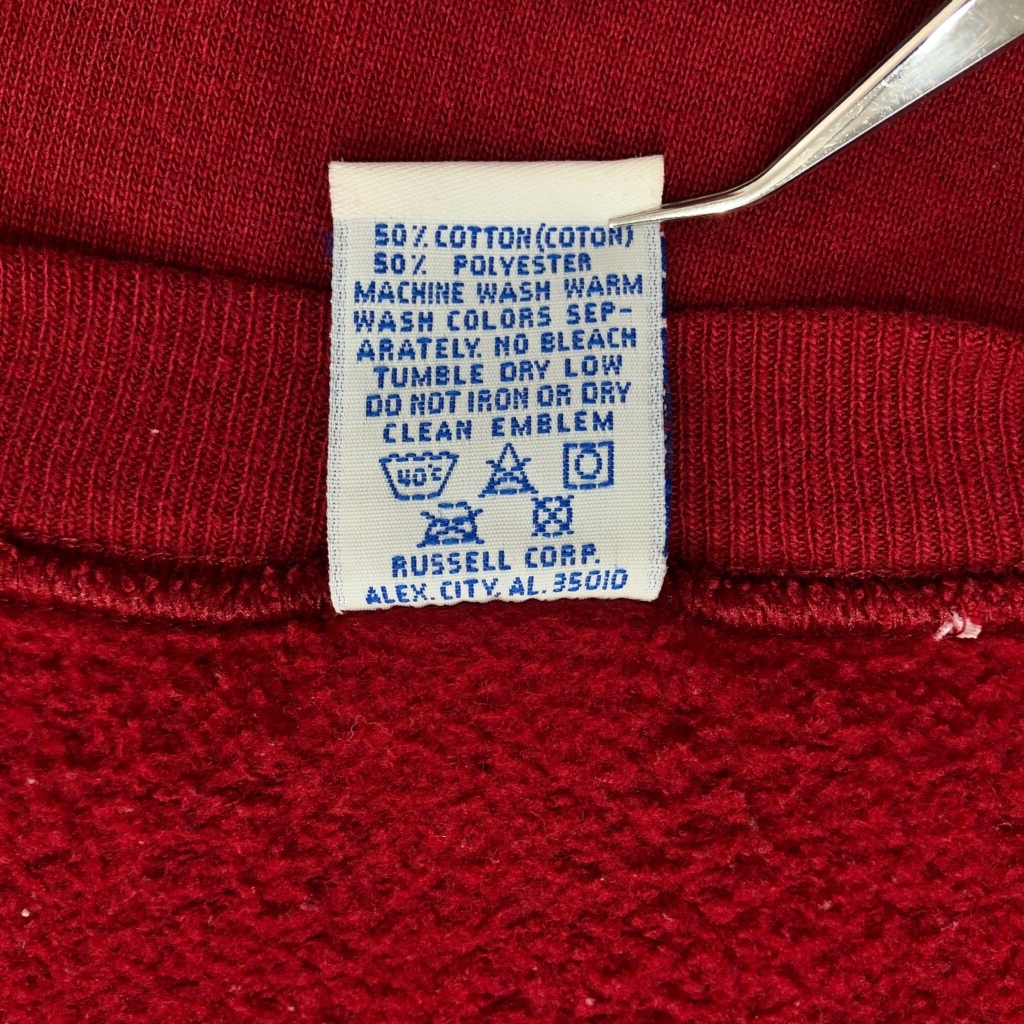 50% COTTON (COTON)
50% POLYESTER
MACHINE WASH WARM
WASH COLORS SEP-
ARATELY. NO BLEACH
TUMBLE DRY LOW
DO NOT IRON OR DRY
CLEAN EMBLEM
40°C
RUSSELL CORP.
ALEX. CITY, AL. 35010